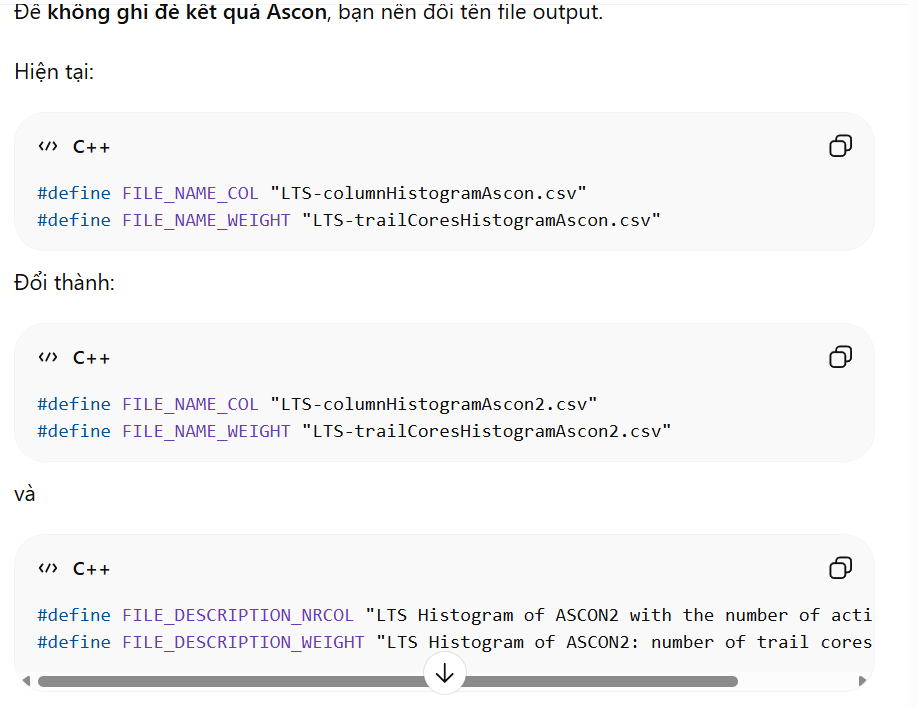 Để không ghi đè kết quả Ascon, bạn nên đổi tên file output.
Hiện tại:
C++
#define FILE_NAME_COL "LTS-columnHistogramAscon.csv"
#define FILE_NAME_WEIGHT "LTS-trailCoresHistogramAscon.csv"
Đổi thành:
C++
#define FILE_NAME_COL "LTS-columnHistogramAscon2.csv"
#define FILE_NAME_WEIGHT "LTS-trailCoresHistogramAscon2.csv"
và
C++
#define FILE_DESCRIPTION_NRCOL "LTS Histogram of ASCON2 with the number of acti
#define FILE_DESCRIPTION_WEIGHT "LTS Histogram of ASCON2: number of trail cores